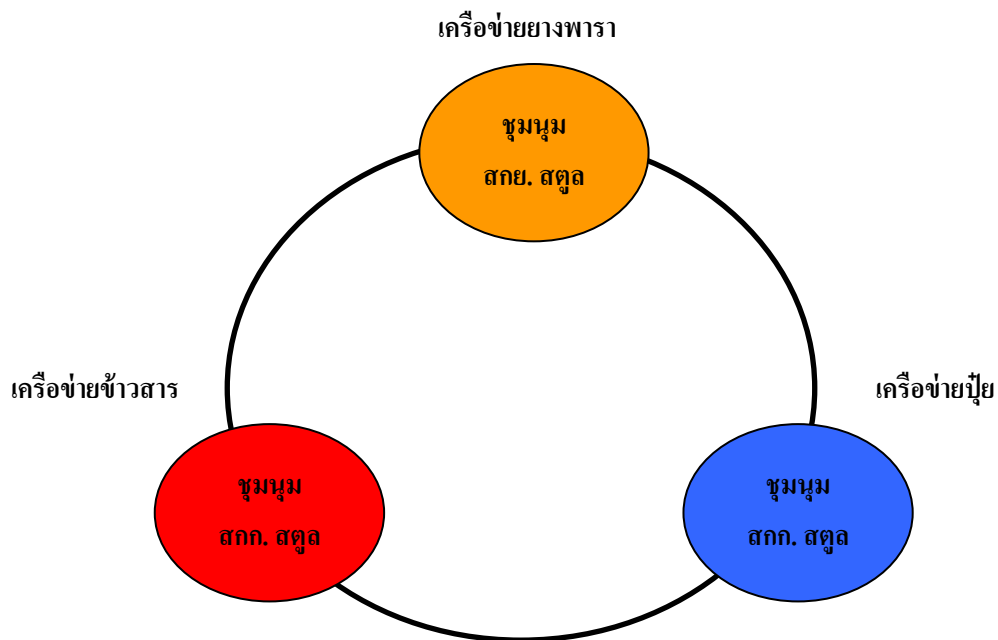 เครือข่ายยางพารา
ชุมนุม
สกย. สตูล
เครือข่ายข้าวสาร
เครือข่ายปุ๋ย
ชุมนุม
สกก. สตูล
ชุมนุม
สกก. สตูล